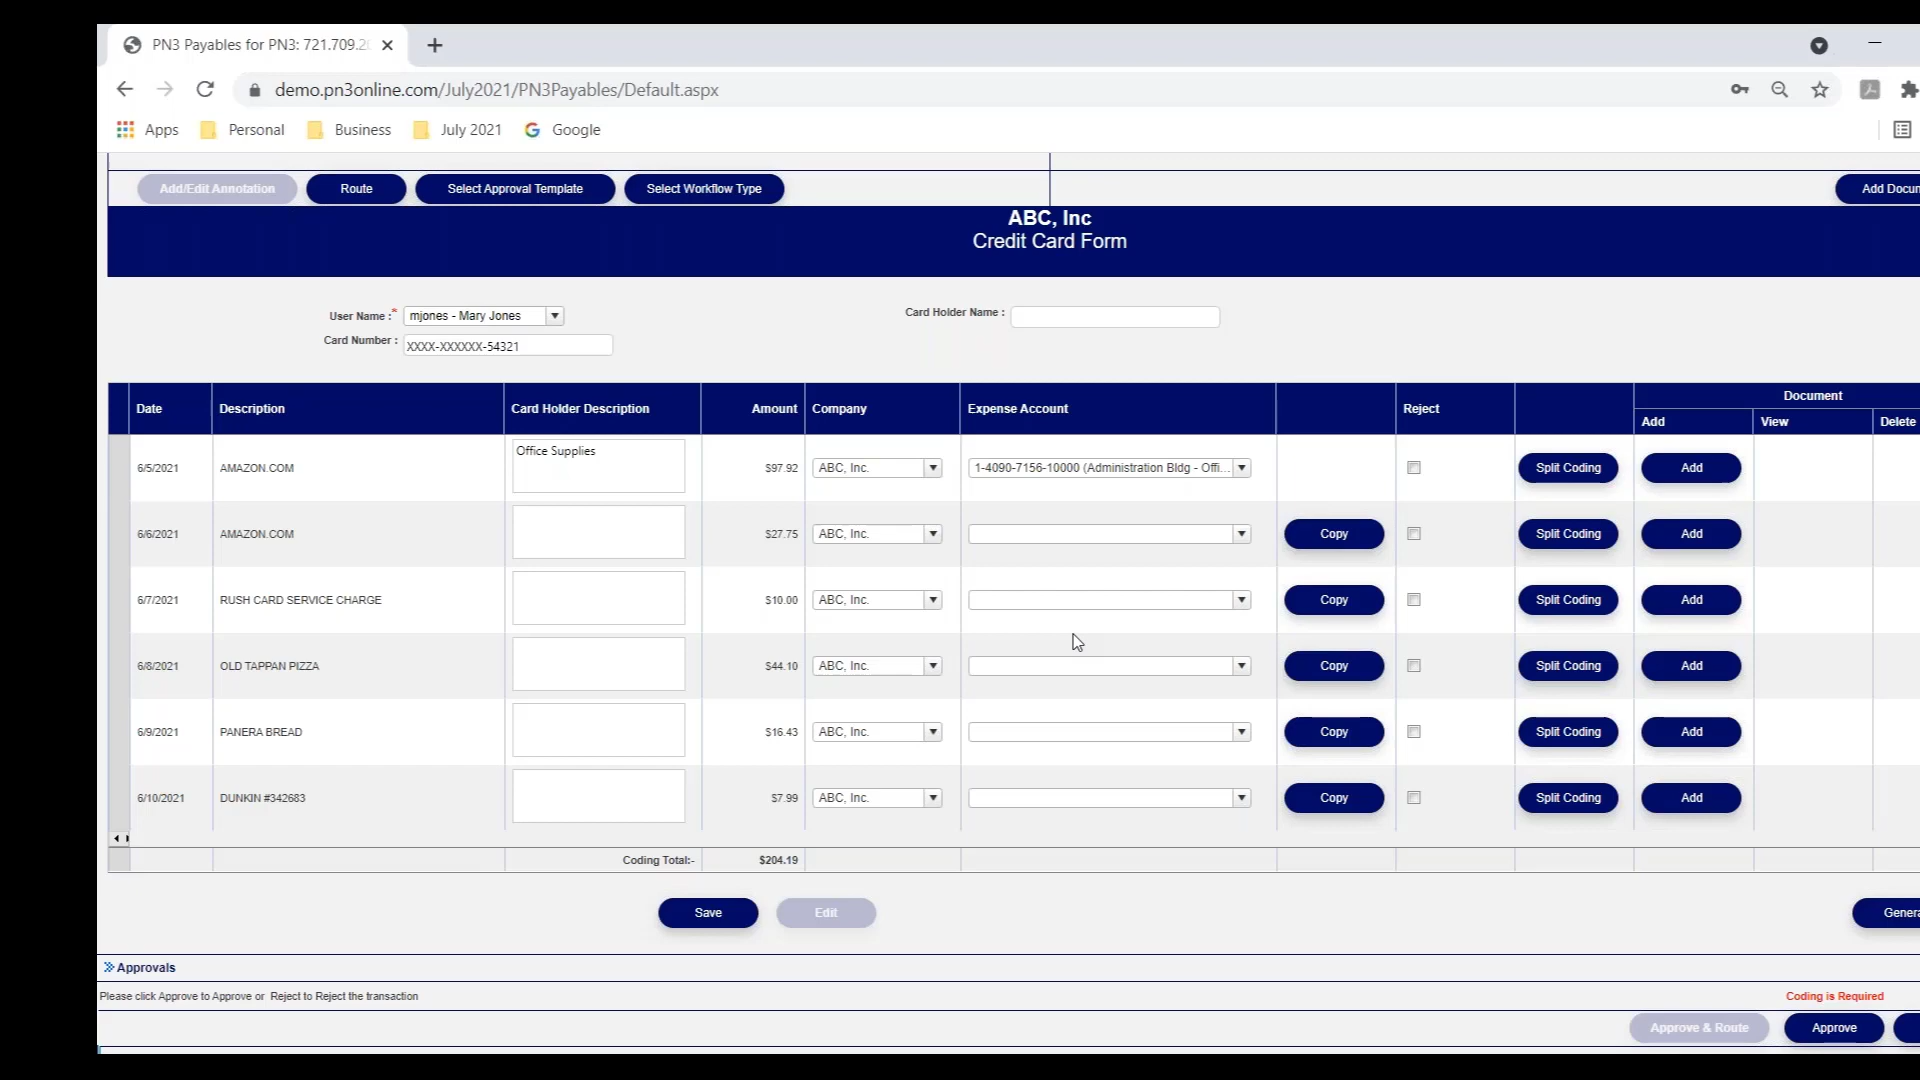 PN3 Payables for PN3: 721.709.20
demo.pn3online.com/July2021/PN3Payables/Default.aspx
Apps Personal Business July 2021 Google
Add/Edit Annotation Route Select Approval Template Select Workflow Type Add Docum
ABC, Inc
Credit Card Form
User Name :* mjones - Mary Jones Card Holder Name :
Card Number : XXXX-XXXXXX-54321
Date Description Card Holder Description Amount Company Expense Account Reject Document
Add View Delete
Office Supplies
6/5/2021 AMAZON.COM $97.92 ABC, Inc. 1-4090-7156-10000 (Administration Bldg - Offi... Split Coding Add
6/6/2021 AMAZON.COM $27.75 ABC, Inc. Copy Split Coding Add
6/7/2021 RUSH CARD SERVICE CHARGE $10.00 ABC, Inc. Copy Split Coding Add
6/8/2021 OLD TAPPAN PIZZA $44.10 ABC, Inc. Copy Split Coding Add
6/9/2021 PANERA BREAD $16.43 ABC, Inc. Copy Split Coding Add
6/10/2021 DUNKIN #342683 $7.99 ABC, Inc. Copy Split Coding Add
Coding Total:- $204.19
Save Edit Genera
Approvals
Please click Approve to Approve or Reject to Reject the transaction Coding is Required
Approve & Route Approve